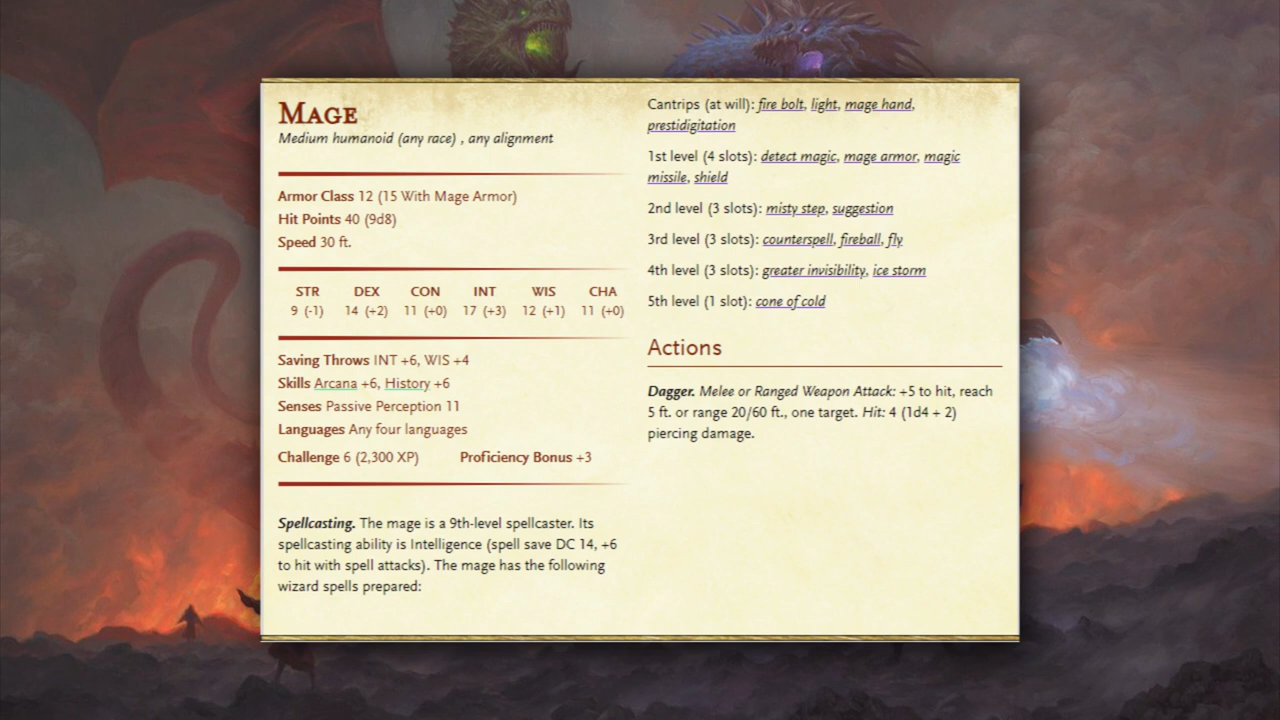 Mage
Medium humanoid (any race) , any alignment
Armor Class 12 (15 With Mage Armor)
Hit Points 40 (9d8)
Speed 30 ft.
STR DEX CON INT WIS CHA
9 (-1) 14 (+2) 11 (+0) 17 (+3) 12 (+1) 11 (+0)
Saving Throws INT +6, WIS +4
Skills Arcana +6, History +6
Senses Passive Perception 11
Languages Any four languages
Challenge 6 (2,300 XP) Proficiency Bonus +3
Spellcasting. The mage is a 9th-level spellcaster. Its
spellcasting ability is Intelligence (spell save DC 14, +6
to hit with spell attacks). The mage has the following
wizard spells prepared:
Cantrips (at will): fire bolt, light, mage hand,
prestidigitation
1st level (4 slots): detect magic, mage armor, magic
missile, shield
2nd level (3 slots): misty step, suggestion
3rd level (3 slots): counterspell, fireball, fly
4th level (3 slots): greater invisibility, ice storm
5th level (1 slot): cone of cold
Actions
Dagger. Melee or Ranged Weapon Attack: +5 to hit, reach
5 ft. or range 20/60 ft., one target. Hit: 4 (1d4 + 2)
piercing damage.